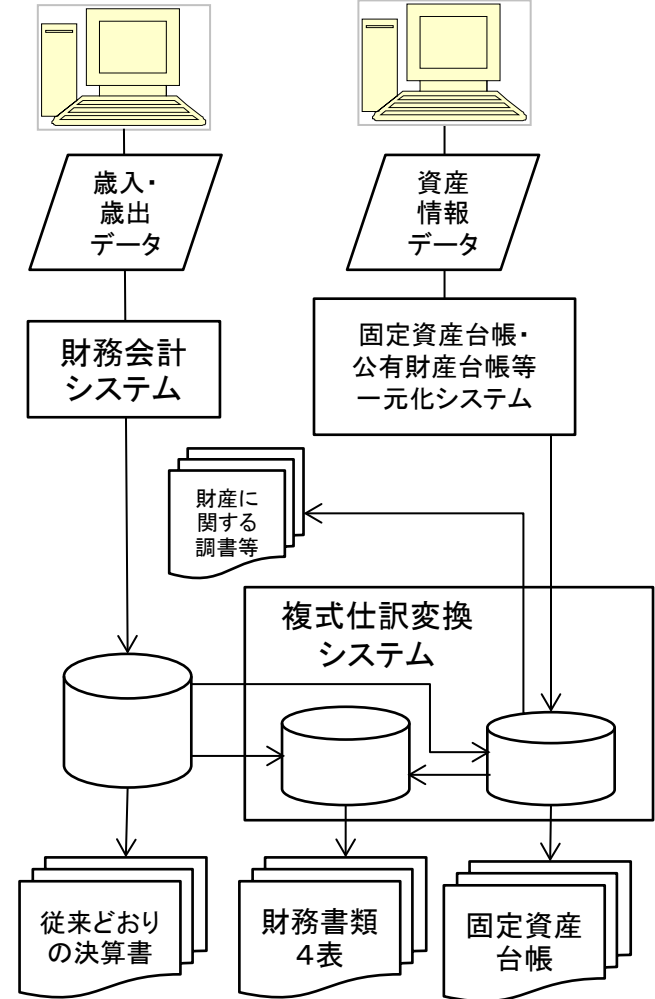 歳入・
歳出
データ
資産
情報
データ
財務会計
システム
固定資産台帳・
公有財産台帳等
一元化システム
財産に
関する
調書等
複式仕訳変換
システム
従来どおり
の決算書
財務書類
４表
固定資産
台帳